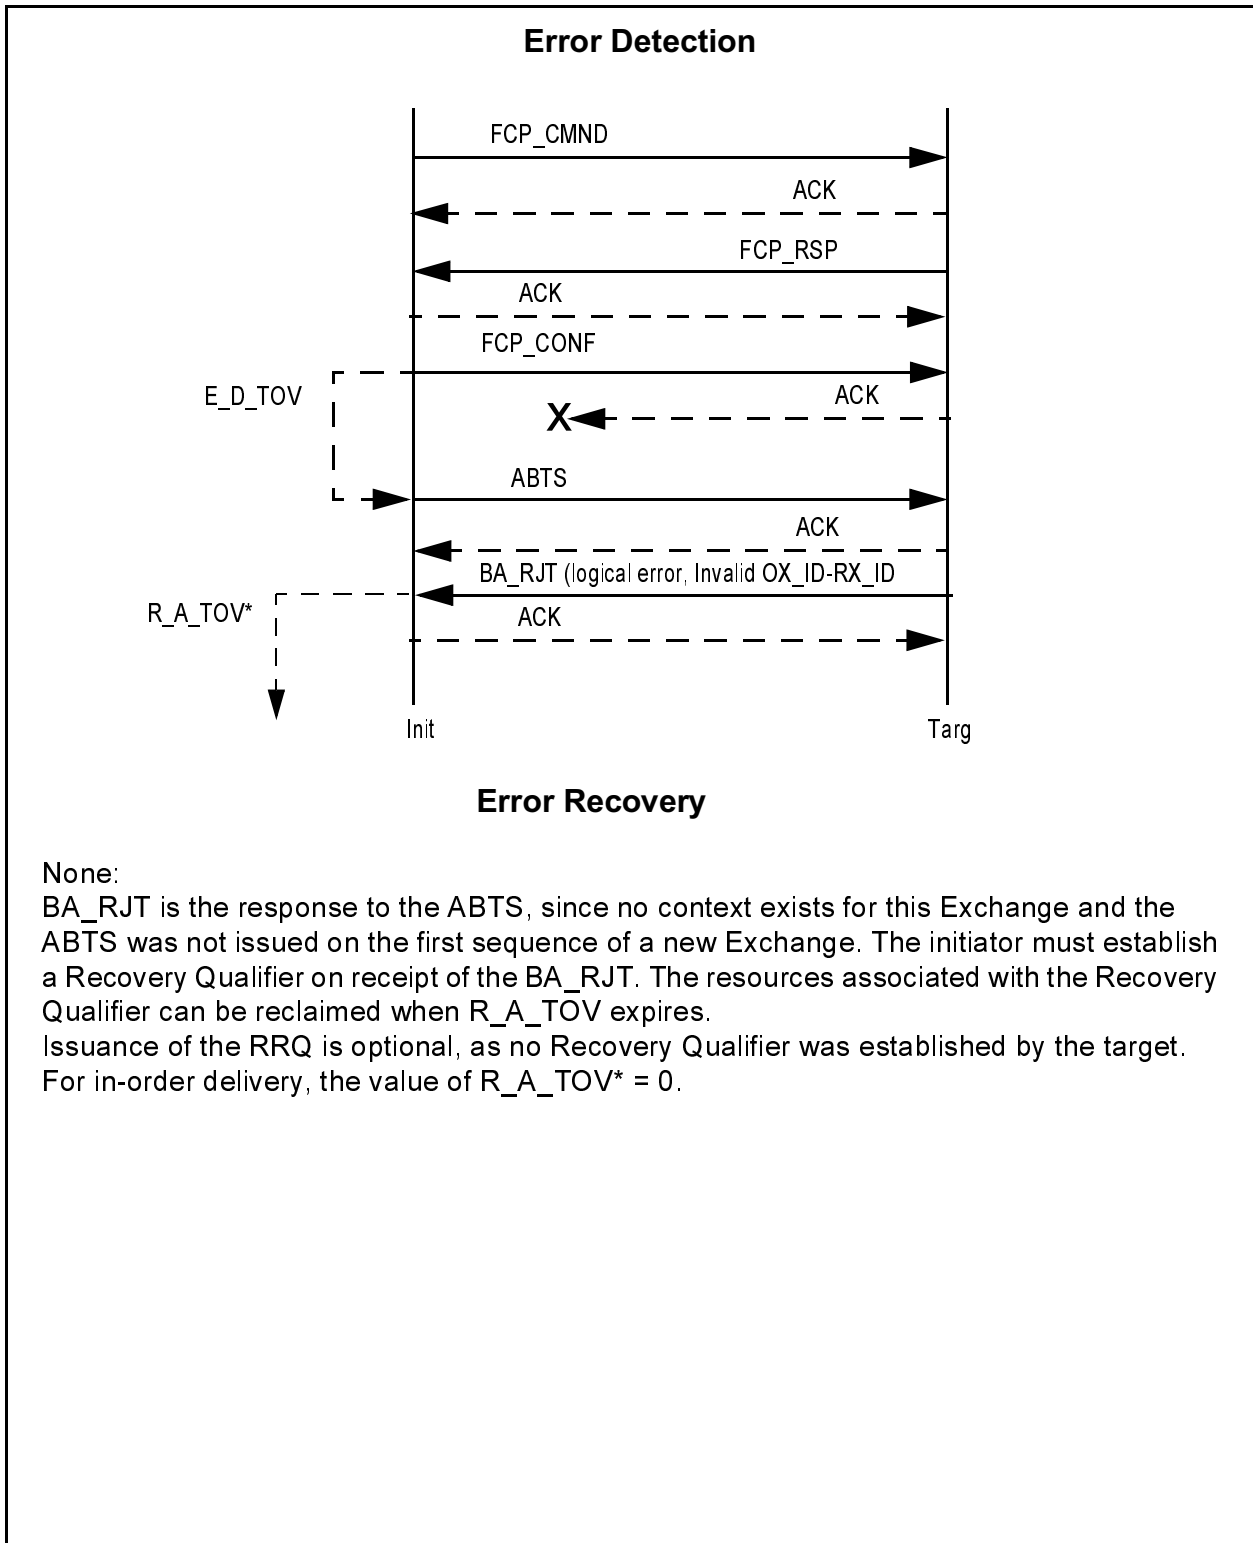 Error Detection
FCP_CMND
ACK
FCP_RSP
ACK
FCP_CONF
E_D_TOV
ACK
X
ABTS
ACK
BA_RJT (logical error, Invalid OX_ID-RX_ID
R_A_TOV*
ACK
Init
Targ
Error Recovery
None:
BA_RJT is the response to the ABTS, since no context exists for this Exchange and the
ABTS was not issued on the first sequence of a new Exchange. The initiator must establish
a Recovery Qualifier on receipt of the BA_RJT. The resources associated with the Recovery
Qualifier can be reclaimed when R_A_TOV expires.
Issuance of the RRQ is optional, as no Recovery Qualifier was established by the target.
For in-order delivery, the value of R_A_TOV* = 0.